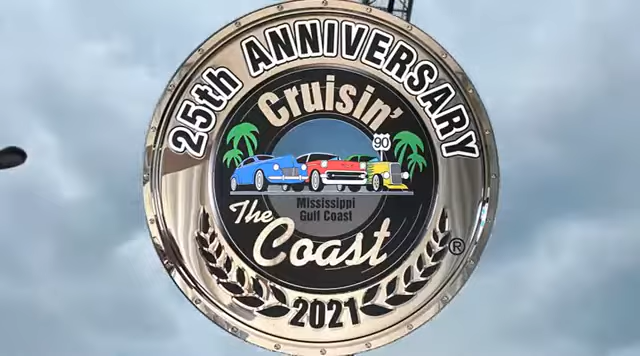 25th ANNIVERSARY
Cruisin'
90
Mississippi
Gulf Coast
The
Coast
®
2021